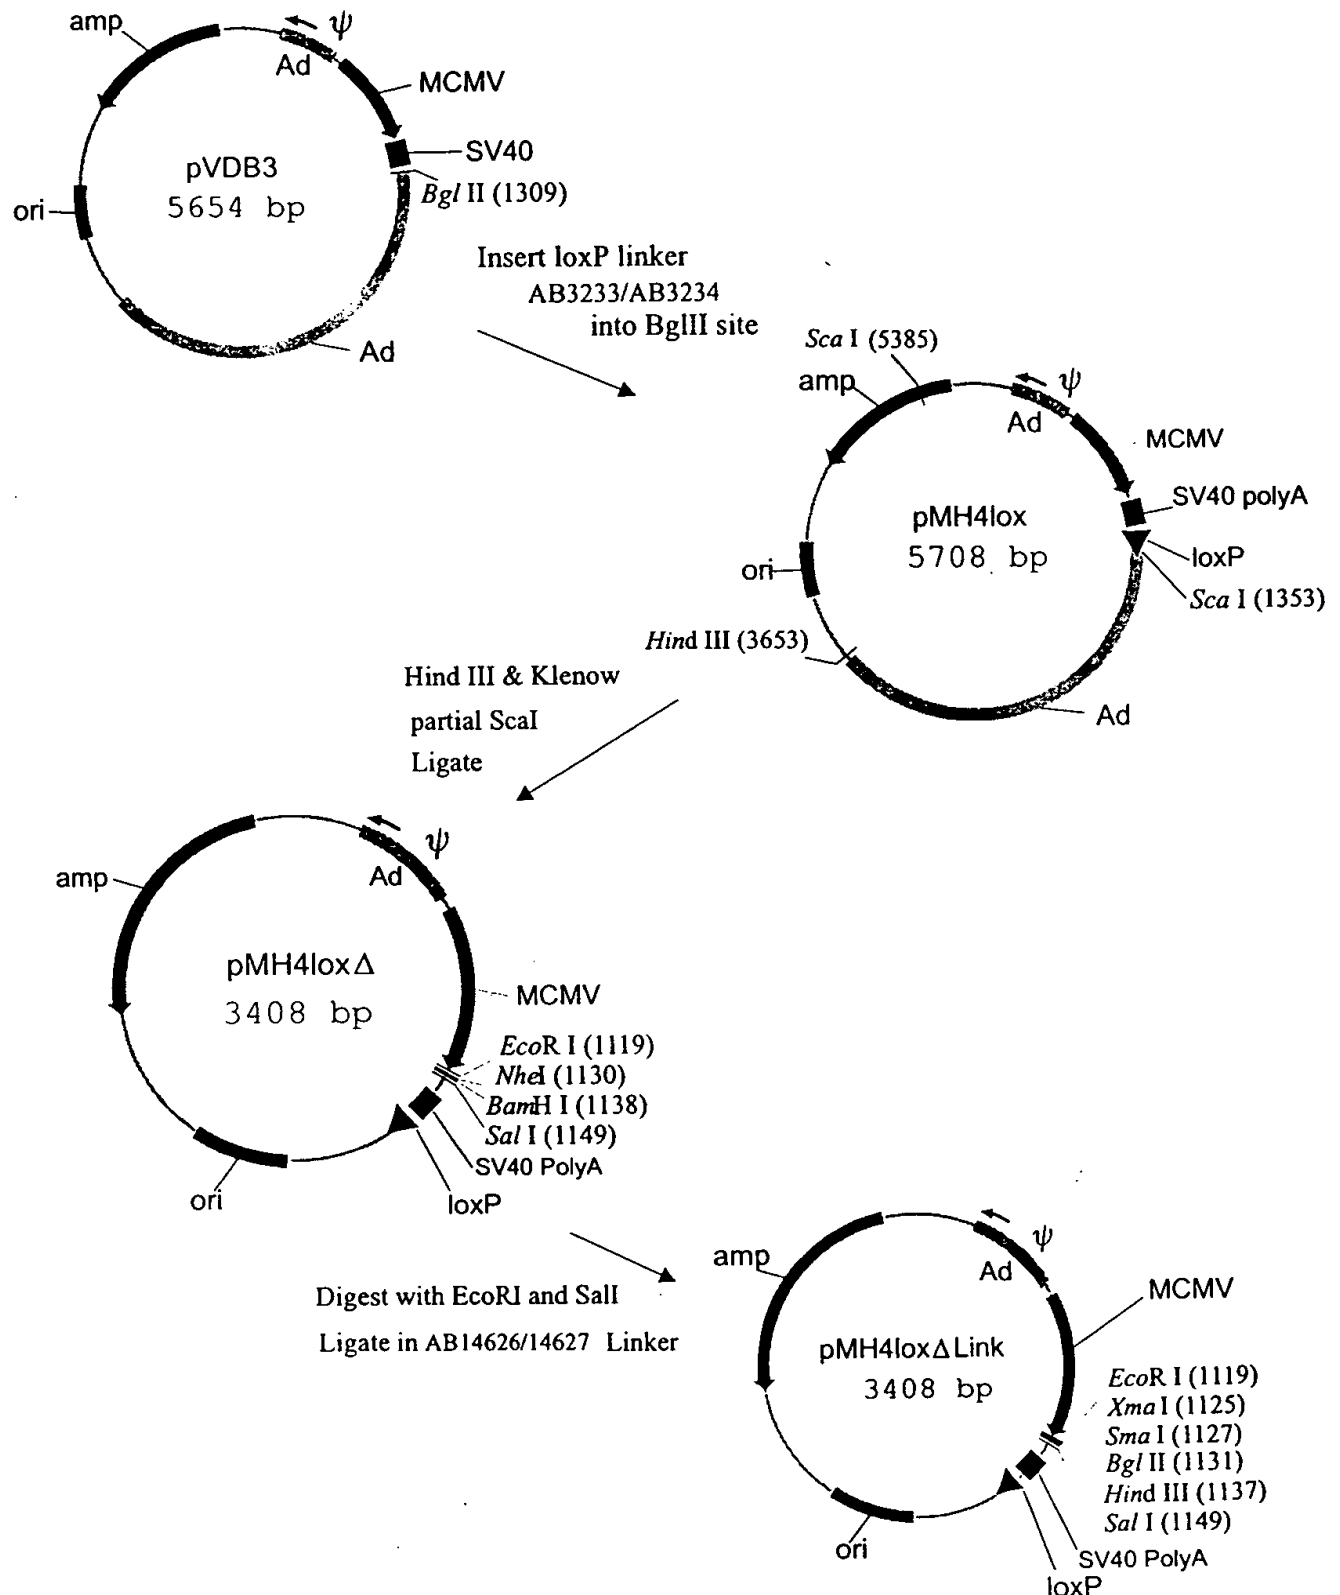 amp
ψ
Ad
MCMV
pVDB3
5654 bp
SV40
Bgl II (1309)
ori
Ad
Insert loxP linker
AB3233/AB3234
into BglII site
Sca I (5385)
amp
ψ
Ad
MCMV
pMH4lox
5708 bp
SV40 polyA
loxP
Sca I (1353)
ori
Hind III (3653)
Ad
Hind III & Klenow
partial ScaI
Ligate
ψ
amp
Ad
pMH4loxΔ
3408 bp
MCMV
EcoR I (1119)
NheI (1130)
BamH I (1138)
Sal I (1149)
SV40 PolyA
loxP
ori
Digest with EcoRI and SalI
Ligate in AB14626/14627 Linker
amp
ψ
Ad
MCMV
pMH4loxΔLink
3408 bp
EcoR I (1119)
Xma I (1125)
Sma I (1127)
Bgl II (1131)
Hind III (1137)
Sal I (1149)
SV40 PolyA
loxP
ori